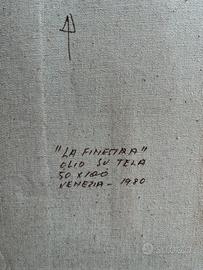 "LA FINESTRA"
OLIO SU TELA
50 X 100
VENEZIA - 1980